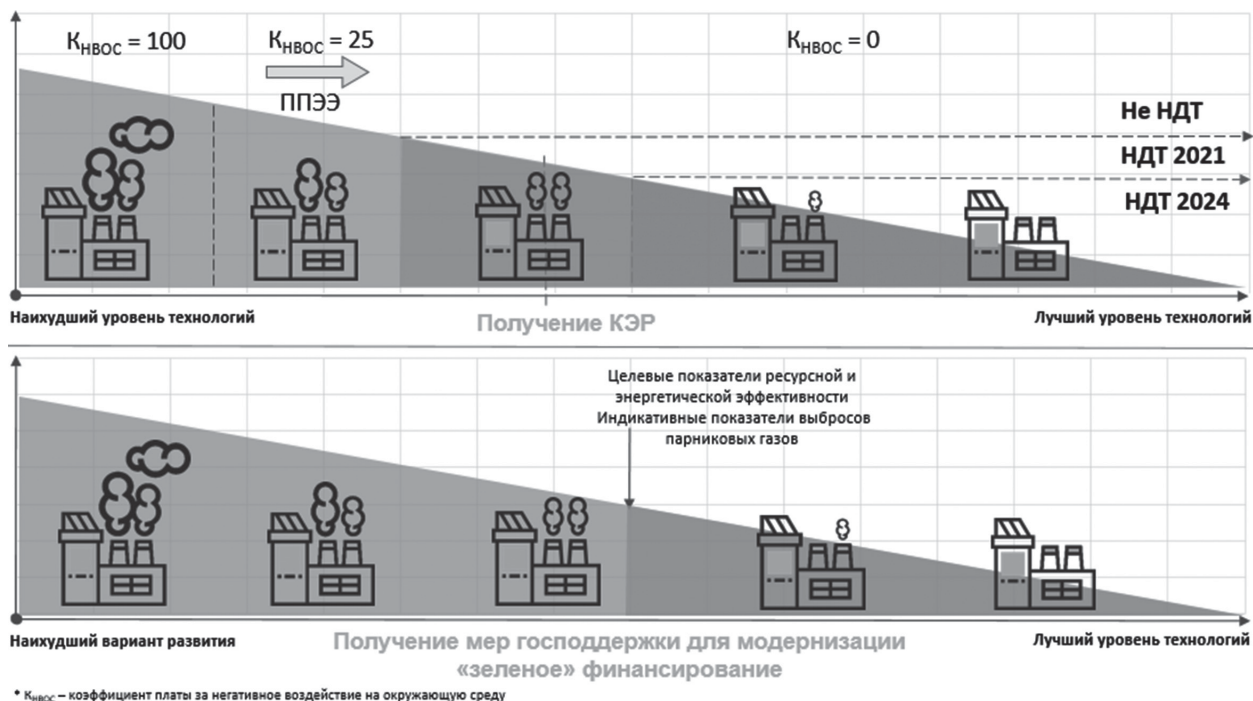 Кнвос = 100
Кнвос = 25
Кнвос = 0
ППЭЭ
Не НДТ
НДТ 2021
НДТ 2024
Наихудший уровень технологий
Получение КЭР
Лучший уровень технологий
Целевые показатели ресурсной и
энергетической эффективности
Индикативные показатели выбросов
парниковых газов
Наихудший вариант развития
Получение мер господдержки для модернизации
«зеленое» финансирование
Лучший уровень технологий
* Кнвос – коэффициент платы за негативное воздействие на окружающую среду